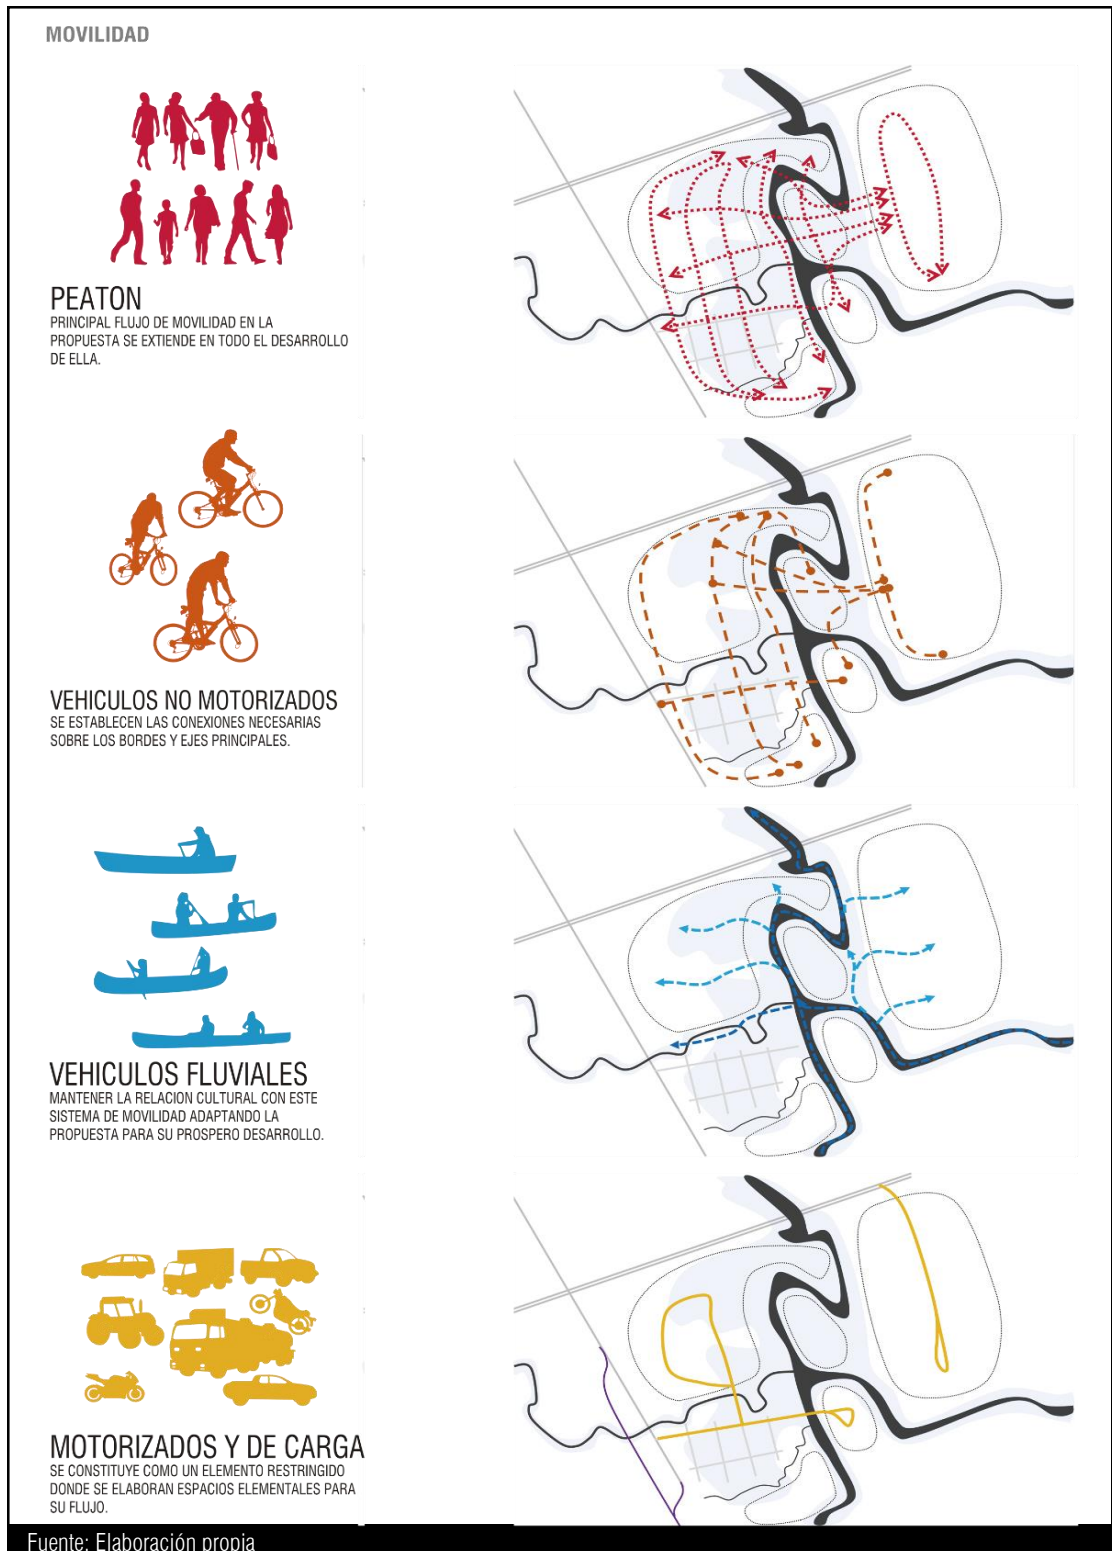 MOVILIDAD
PEATON
PRINCIPAL FLUJO DE MOVILIDAD EN LA
PROPUESTA SE EXTIENDE EN TODO EL DESARROLLO
DE ELLA.
VEHICULOS NO MOTORIZADOS
SE ESTABLECEN LAS CONEXIONES NECESARIAS
SOBRE LOS BORDES Y EJES PRINCIPALES.
VEHICULOS FLUVIALES
MANTENER LA RELACION CULTURAL CON ESTE
SISTEMA DE MOVILIDAD ADAPTANDO LA
PROPUESTA PARA SU PROSPERO DESARROLLO.
MOTORIZADOS Y DE CARGA
SE CONSTITUYE COMO UN ELEMENTO RESTRINGIDO
DONDE SE ELABORAN ESPACIOS ELEMENTALES PARA
SU FLUJO.
Fuente: Elaboración propia